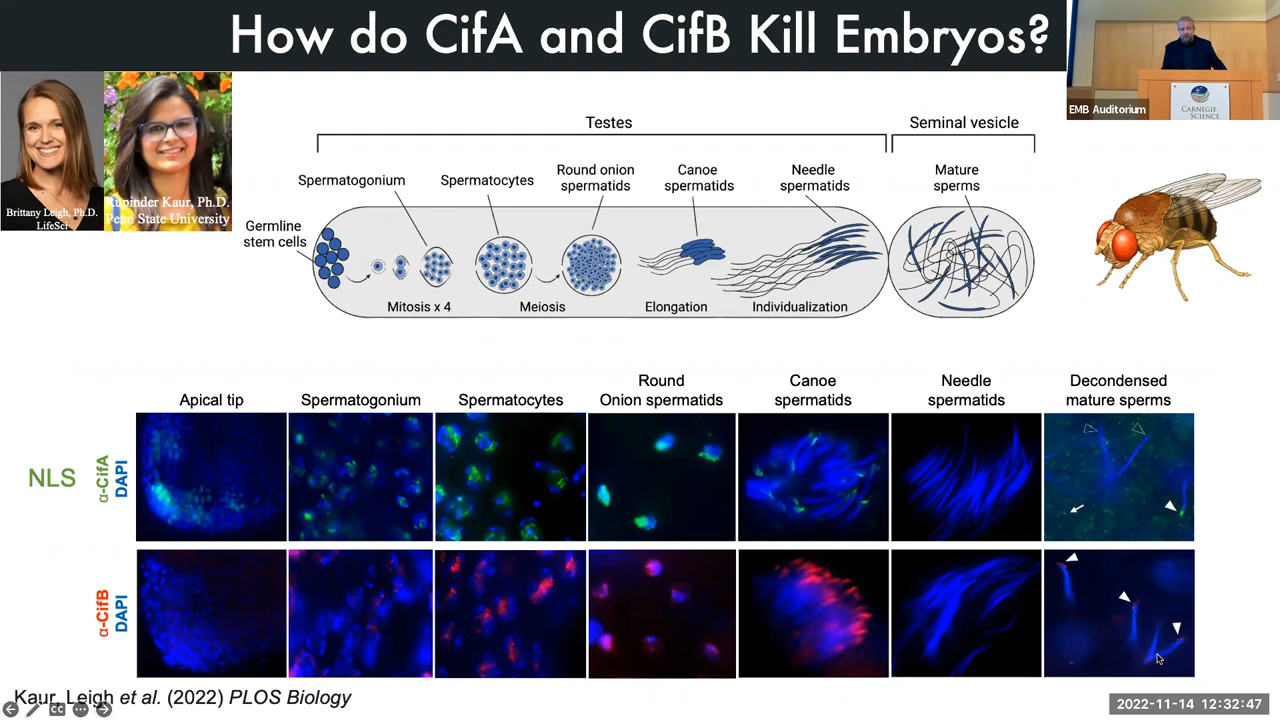 How do CifA and CifB Kill Embryos?
EMB Auditorium
CARNEGIE
SCIENCE
Brittany Leigh, Ph.D.
LifeSci
Rupinder Kaur, Ph.D.
Penn State University
Testes
Seminal vesicle
Spermatogonium
Spermatocytes
Round onion
spermatids
Canoe
spermatids
Needle
spermatids
Mature
sperms
Germline
stem cells
Mitosis x 4
Meiosis
Elongation
Individualization
Apical tip
Spermatogonium
Spermatocytes
Round
Onion spermatids
Canoe
spermatids
Needle
spermatids
Decondensed
mature sperms
NLS
α-CifA
DAPI
α-CifB
DAPI
Kaur, Leigh et al. (2022) PLOS Biology
CC
2022-11-14 12:32:47